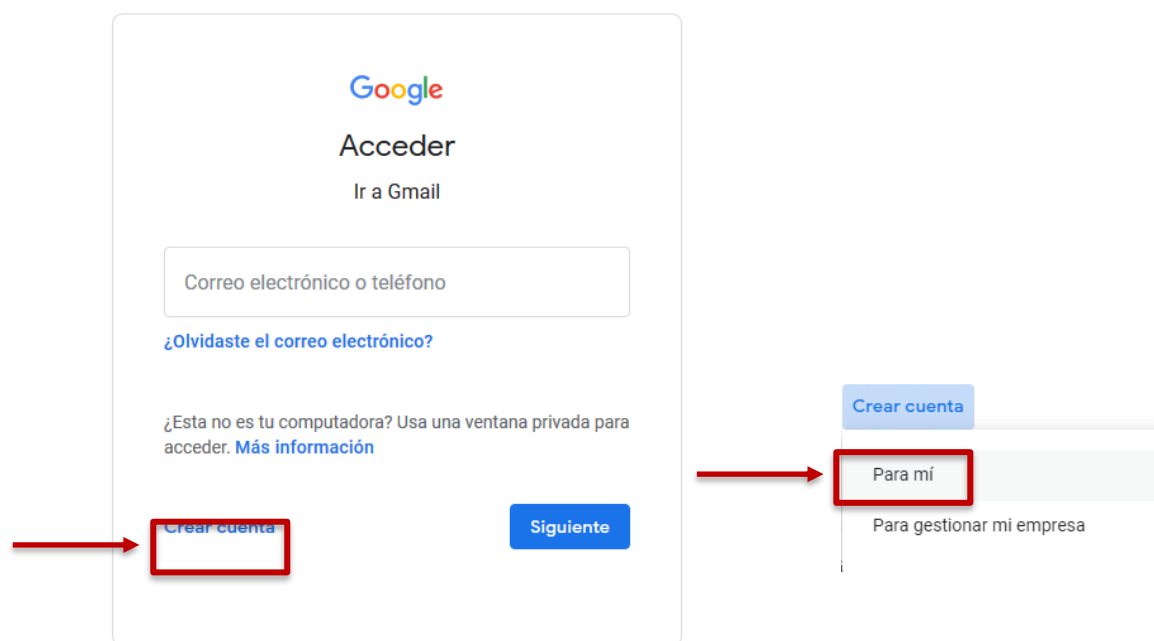 Google
Acceder
Ir a Gmail
Correo electrónico o teléfono
¿Olvidaste el correo electrónico?
¿Esta no es tu computadora? Usa una ventana privada para
acceder. Más información
Crear cuenta
Siguiente
Crear cuenta
Para mí
Para gestionar mi empresa